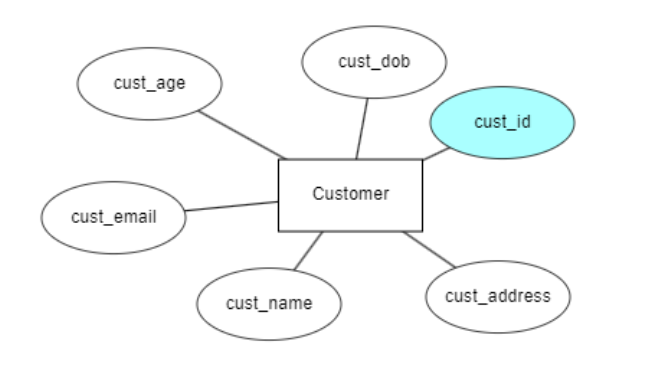 cust_dob
cust_age
cust_id
Customer
cust_email
cust_address
cust_name